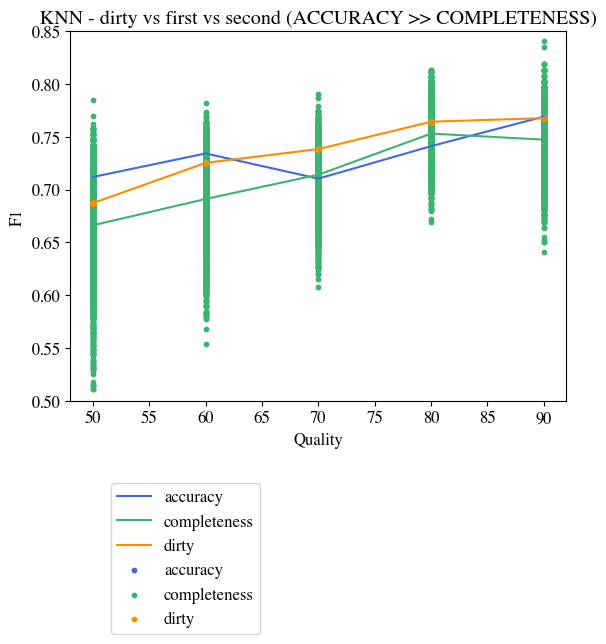 KNN - dirty vs first vs second (ACCURACY >> COMPLETENESS)
0.85
0.80
0.75
0.70
0.65
0.60
0.55
0.50
F1
50 55 60 65 70 75 80 85 90
Quality
accuracy
completeness
dirty
accuracy
completeness
dirty